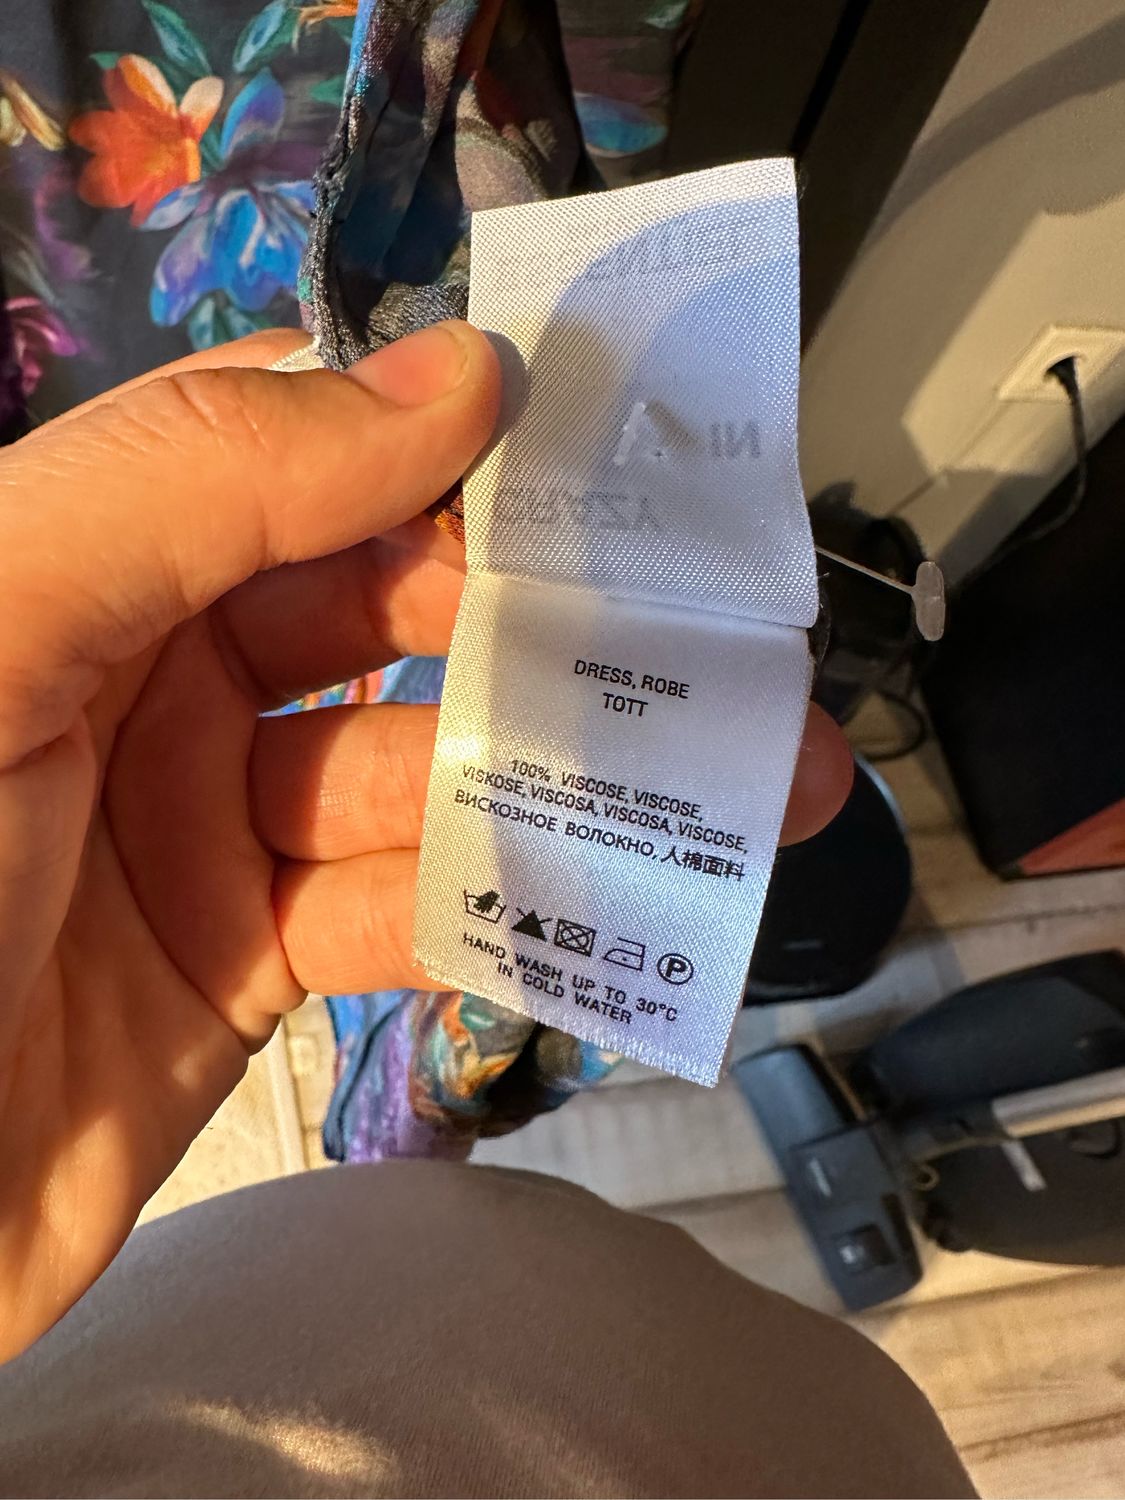 DRESS, ROBE
TOTT
100% VISCOSE, VISCOSE,
VISKOSE, VISCOSA, VISCOSA, VISCOSE,
ВИСКОЗНОЕ ВОЛОКНО, 人棉面料
P
HAND WASH UP TO 30°C
IN COLD WATER